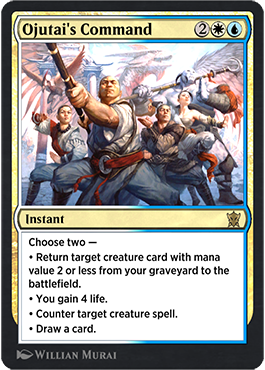 Ojutai's Command 2
Instant
Choose two —
• Return target creature card with mana
value 2 or less from your graveyard to the
battlefield.
• You gain 4 life.
• Counter target creature spell.
• Draw a card.
Willian Murai